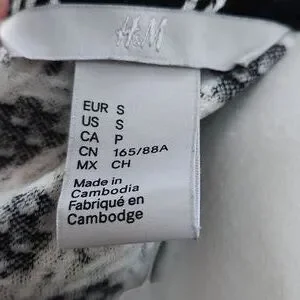 H&M
EUR S
US S
CA P
CN 165/88A
MX CH
Made in
Cambodia
Fabriqué en
Cambodge